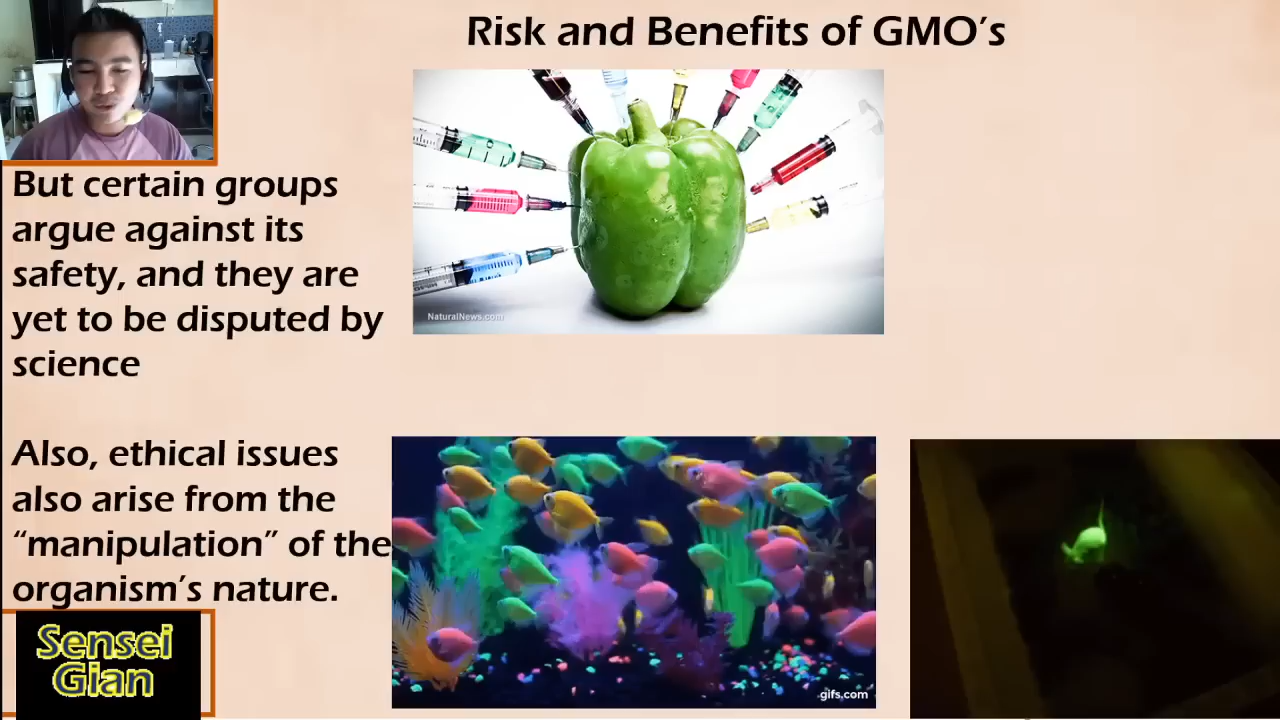 Risk and Benefits of GMO's
But certain groups
argue against its
safety, and they are
yet to be disputed by
science
NaturalNews.com
Also, ethical issues
also arise from the
“manipulation” of the
organism's nature.
Sensei
Gian
gifs.com